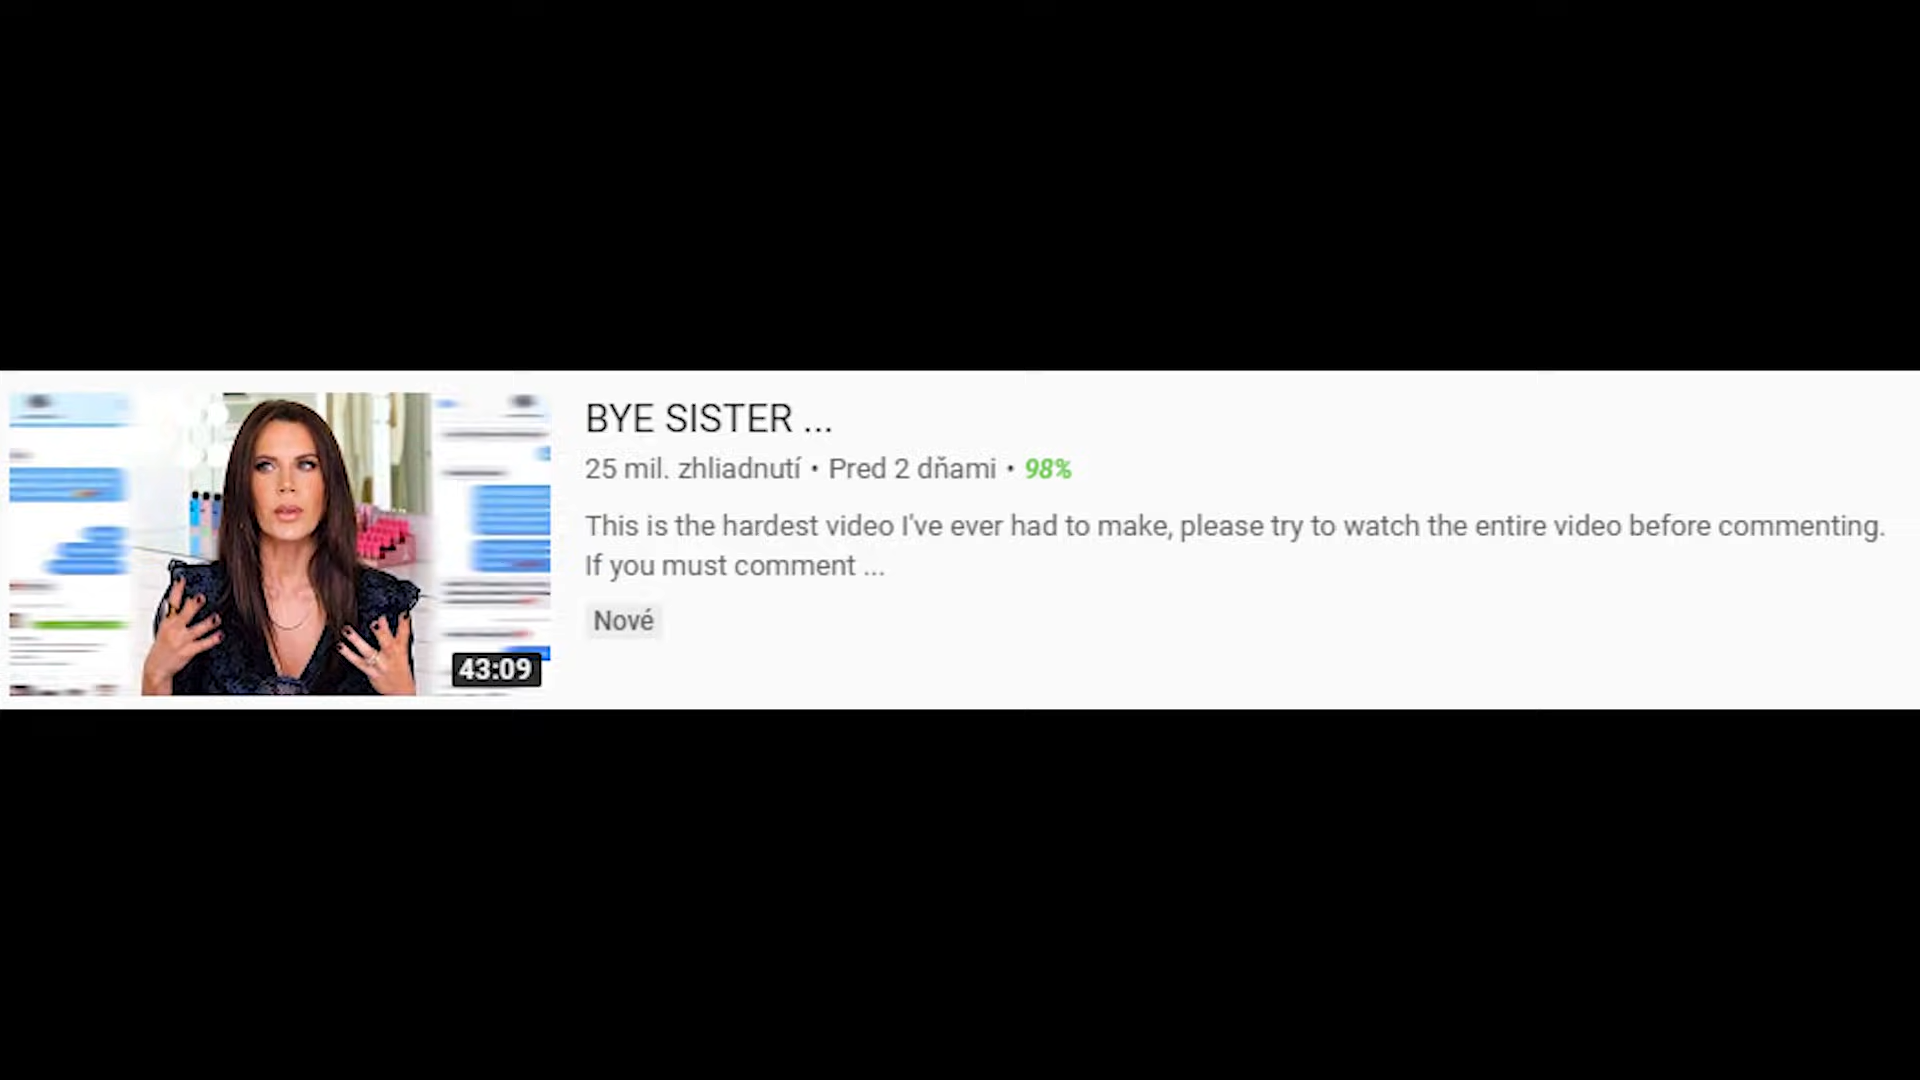 BYE SISTER ...
25 mil. zhliadnutí • Pred 2 dňami • 98%
This is the hardest video I've ever had to make, please try to watch the entire video before commenting.
If you must comment ...
Nové
43:09